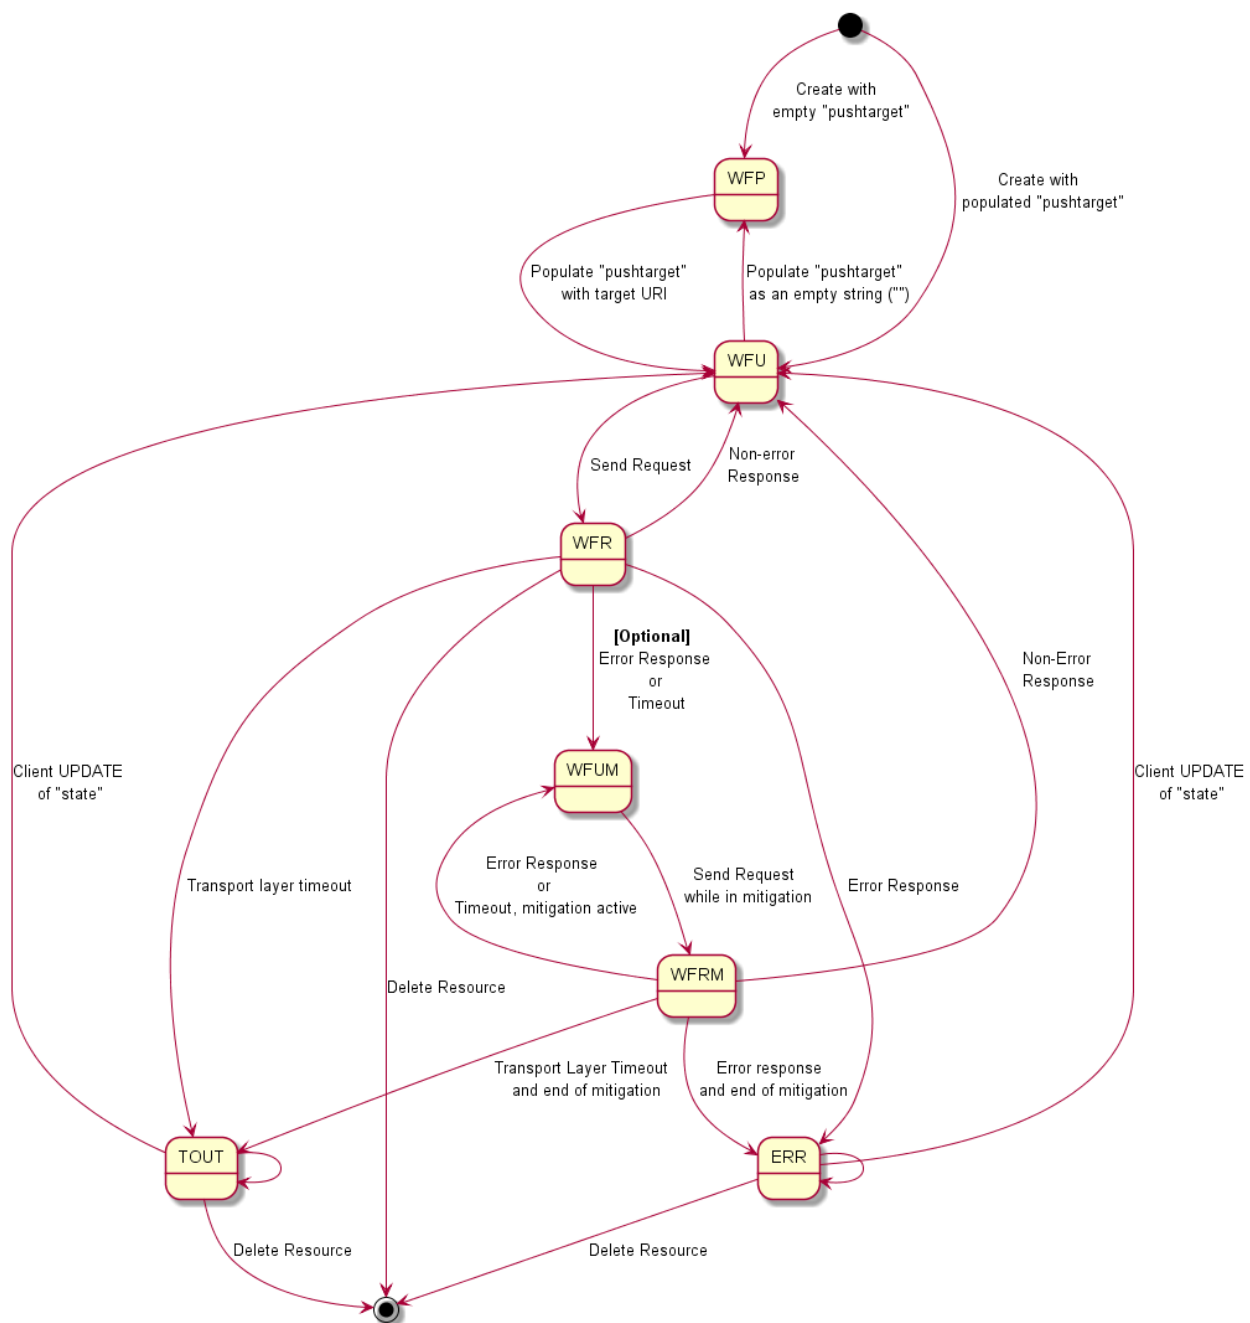 Create with
empty "pushtarget"
WFP
Create with
populated "pushtarget"
Populate "pushtarget"
with target URI
Populate "pushtarget"
as an empty string ("")
WFU
Send Request
Non-error
Response
WFR
[Optional]
Error Response
or
Timeout
Non-Error
Response
WFUM
Client UPDATE
of "state"
Client UPDATE
of "state"
Transport layer timeout
Error Response
or
Timeout, mitigation active
Send Request
while in mitigation
Error Response
WFRM
Delete Resource
Transport Layer Timeout
and end of mitigation
Error response
and end of mitigation
TOUT
ERR
Delete Resource
Delete Resource